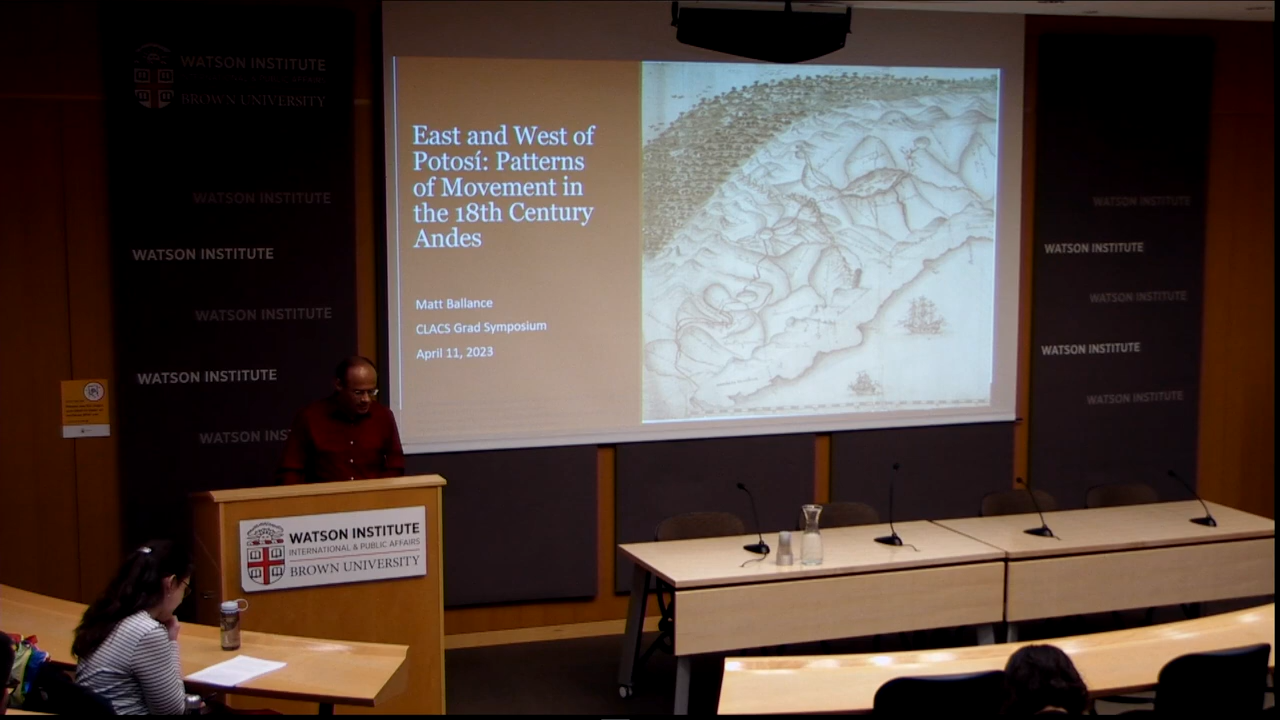 WATSON INSTITUTE
BROWN UNIVERSITY
WATSON INSTITUTE
WATSON INSTITUTE
WATSON INSTITUTE
WATSON INSTITUTE
WATSON INS
East and West of
Potosí: Patterns
of Movement in
the 18th Century
Andes
Matt Ballance
CLACS Grad Symposium
April 11, 2023
WATSON INSTITUTE
WATSON INSTITUTE
WATSON INSTITUTE
WATSON INSTITUTE
WATSON INSTITUTE
WATSON INSTITUTE
INTERNATIONAL & PUBLIC AFFAIRS
BROWN UNIVERSITY